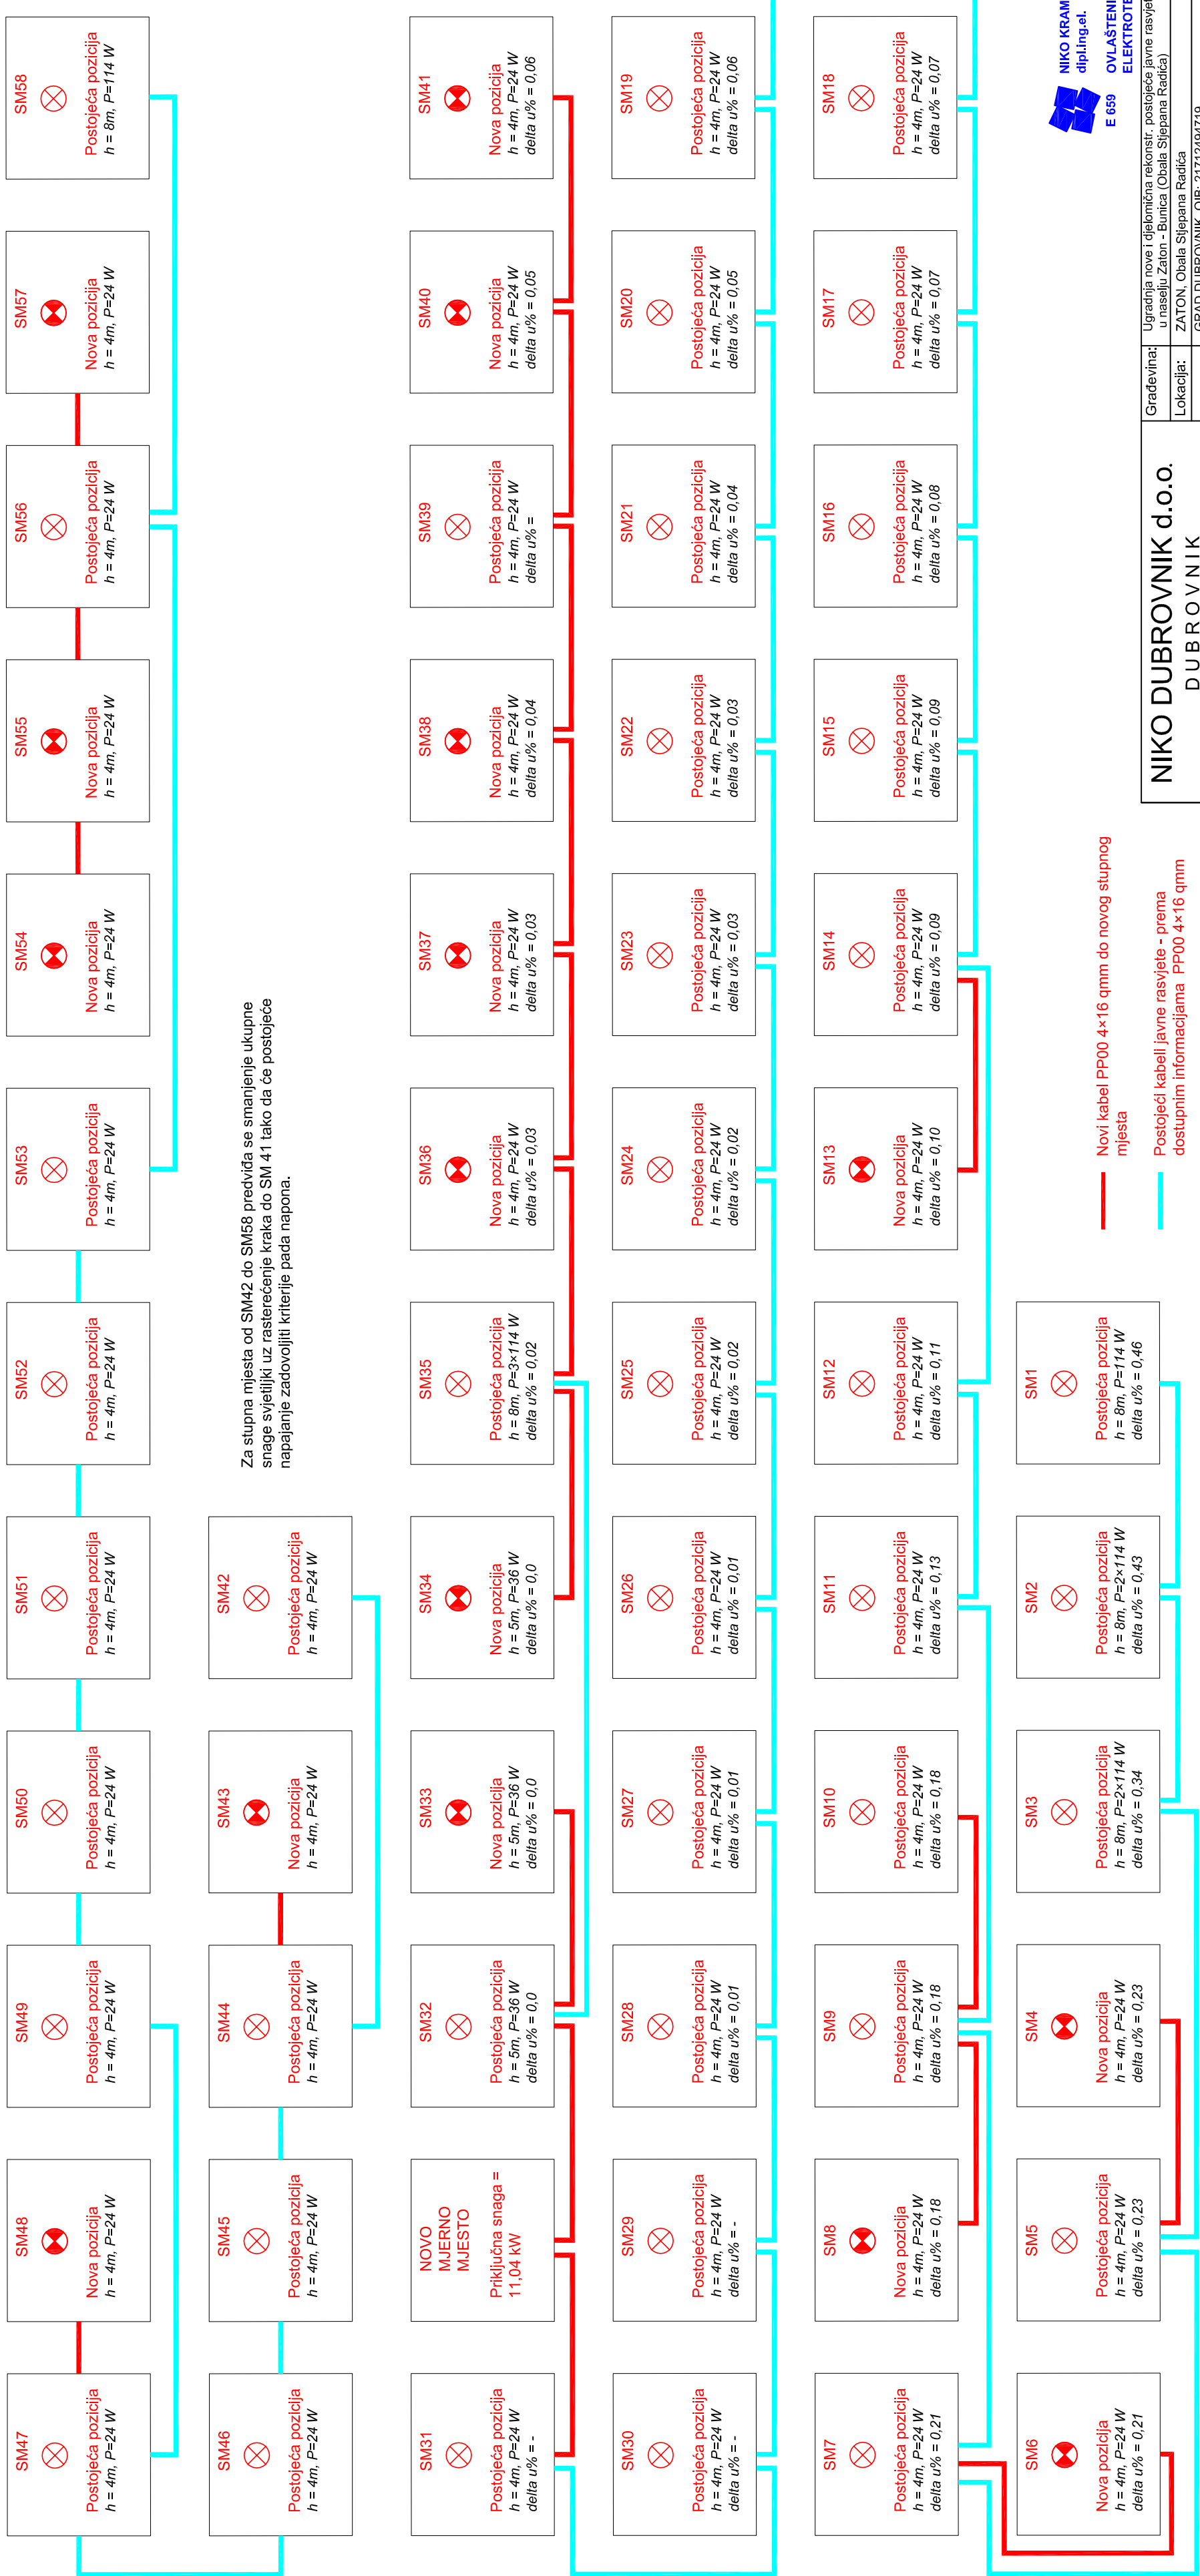 SM47
Postojeća pozicija
h = 4m, P=24 W
SM48
Nova pozicija
h = 4m, P=24 W
SM49
Postojeća pozicija
h = 4m, P=24 W
SM50
Postojeća pozicija
h = 4m, P=24 W
SM51
Postojeća pozicija
h = 4m, P=24 W
SM52
Postojeća pozicija
h = 4m, P=24 W
SM53
Postojeća pozicija
h = 4m, P=24 W
SM54
Nova pozicija
h = 4m, P=24 W
SM55
Nova pozicija
h = 4m, P=24 W
SM56
Postojeća pozicija
h = 4m, P=24 W
SM57
Nova pozicija
h = 4m, P=24 W
SM58
Postojeća pozicija
h = 8m, P=114 W
SM46
Postojeća pozicija
h = 4m, P=24 W
SM45
Postojeća pozicija
h = 4m, P=24 W
SM44
Postojeća pozicija
h = 4m, P=24 W
SM43
Nova pozicija
h = 4m, P=24 W
SM42
Postojeća pozicija
h = 4m, P=24 W
Za stupna mjesta od SM42 do SM58 predviđa se smanjenje ukupne
snage svjetiljki uz rasterećenje kraka do SM 41 tako da će postojeće
napajanje zadovoljiti kriterije pada napona.
SM31
Postojeća pozicija
h = 4m, P=24 W
delta u% = -
NOVO
MJERNO
MJESTO
Priključna snaga =
11,04 kW
SM32
Postojeća pozicija
h = 5m, P=36 W
delta u% = 0,0
SM33
Nova pozicija
h = 5m, P=36 W
delta u% = 0,0
SM34
Nova pozicija
h = 5m, P=36 W
delta u% = 0,0
SM35
Postojeća pozicija
h = 8m, P=3×114 W
delta u% = 0,02
SM36
Nova pozicija
h = 4m, P=24 W
delta u% = 0,03
SM37
Nova pozicija
h = 4m, P=24 W
delta u% = 0,03
SM38
Nova pozicija
h = 4m, P=24 W
delta u% = 0,04
SM39
Postojeća pozicija
h = 4m, P=24 W
delta u% =
SM40
Nova pozicija
h = 4m, P=24 W
delta u% = 0,05
SM41
Nova pozicija
h = 4m, P=24 W
delta u% = 0,06
SM30
Postojeća pozicija
h = 4m, P=24 W
delta u% = -
SM29
Postojeća pozicija
h = 4m, P=24 W
delta u% = -
SM28
Postojeća pozicija
h = 4m, P=24 W
delta u% = 0,01
SM27
Postojeća pozicija
h = 4m, P=24 W
delta u% = 0,01
SM26
Postojeća pozicija
h = 4m, P=24 W
delta u% = 0,01
SM25
Postojeća pozicija
h = 4m, P=24 W
delta u% = 0,02
SM24
Postojeća pozicija
h = 4m, P=24 W
delta u% = 0,02
SM23
Postojeća pozicija
h = 4m, P=24 W
delta u% = 0,03
SM22
Postojeća pozicija
h = 4m, P=24 W
delta u% = 0,03
SM21
Postojeća pozicija
h = 4m, P=24 W
delta u% = 0,04
SM20
Postojeća pozicija
h = 4m, P=24 W
delta u% = 0,05
SM19
Postojeća pozicija
h = 4m, P=24 W
delta u% = 0,06
SM7
Postojeća pozicija
h = 4m, P=24 W
delta u% = 0,21
SM8
Nova pozicija
h = 4m, P=24 W
delta u% = 0,18
SM9
Postojeća pozicija
h = 4m, P=24 W
delta u% = 0,18
SM10
Postojeća pozicija
h = 4m, P=24 W
delta u% = 0,18
SM11
Postojeća pozicija
h = 4m, P=24 W
delta u% = 0,13
SM12
Postojeća pozicija
h = 4m, P=24 W
delta u% = 0,11
SM13
Nova pozicija
h = 4m, P=24 W
delta u% = 0,10
SM14
Postojeća pozicija
h = 4m, P=24 W
delta u% = 0,09
SM15
Postojeća pozicija
h = 4m, P=24 W
delta u% = 0,09
SM16
Postojeća pozicija
h = 4m, P=24 W
delta u% = 0,08
SM17
Postojeća pozicija
h = 4m, P=24 W
delta u% = 0,07
SM18
Postojeća pozicija
h = 4m, P=24 W
delta u% = 0,07
SM6
Nova pozicija
h = 4m, P=24 W
delta u% = 0,21
SM5
Postojeća pozicija
h = 4m, P=24 W
delta u% = 0,23
SM4
Nova pozicija
h = 4m, P=24 W
delta u% = 0,23
SM3
Postojeća pozicija
h = 8m, P=2×114 W
delta u% = 0,34
SM2
Postojeća pozicija
h = 8m, P=2×114 W
delta u% = 0,43
SM1
Postojeća pozicija
h = 8m, P=114 W
delta u% = 0,46
Novi kabel PP00 4×16 qmm do novog stupnog
mjesta
Postojeći kabeli javne rasvjete - prema
dostupnim informacijama PP00 4×16 qmm
NIKO KRAM
dipl.ing.el.
E 659
OVLAŠTENI
ELEKTROTE
NIKO DUBROVNIK d.o.o.
DUBROVNIK
Građevina:
Ugradnja nove i djelomična rekonstr. postojeće javne rasvjet
u naselju Zaton - Bunica (Obala Stjepana Radića)
Lokacija:
ZATON, Obala Stjepana Radića
GRAD DUBROVNIK, OIB: 21712494719